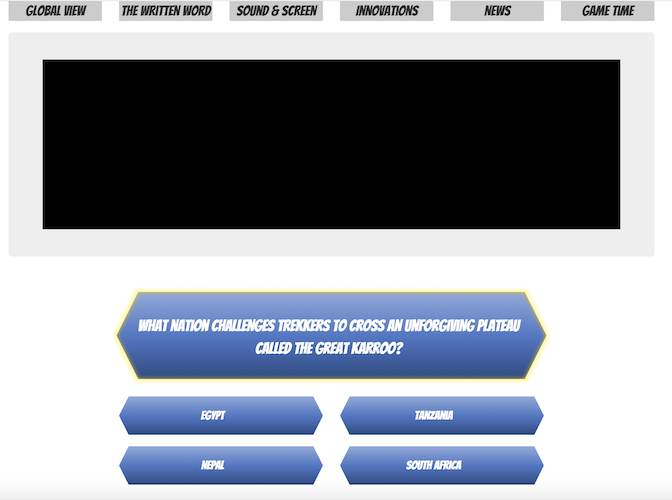 GLOBAL VIEW
THE WRITTEN WORD
SOUND & SCREEN
INNOVATIONS
NEWS
GAME TIME
WHAT NATION CHALLENGES TREKKERS TO CROSS AN UNFORGIVING PLATEAU
CALLED THE GREAT KARROO?
EGYPT
TANZANIA
NEPAL
SOUTH AFRICA